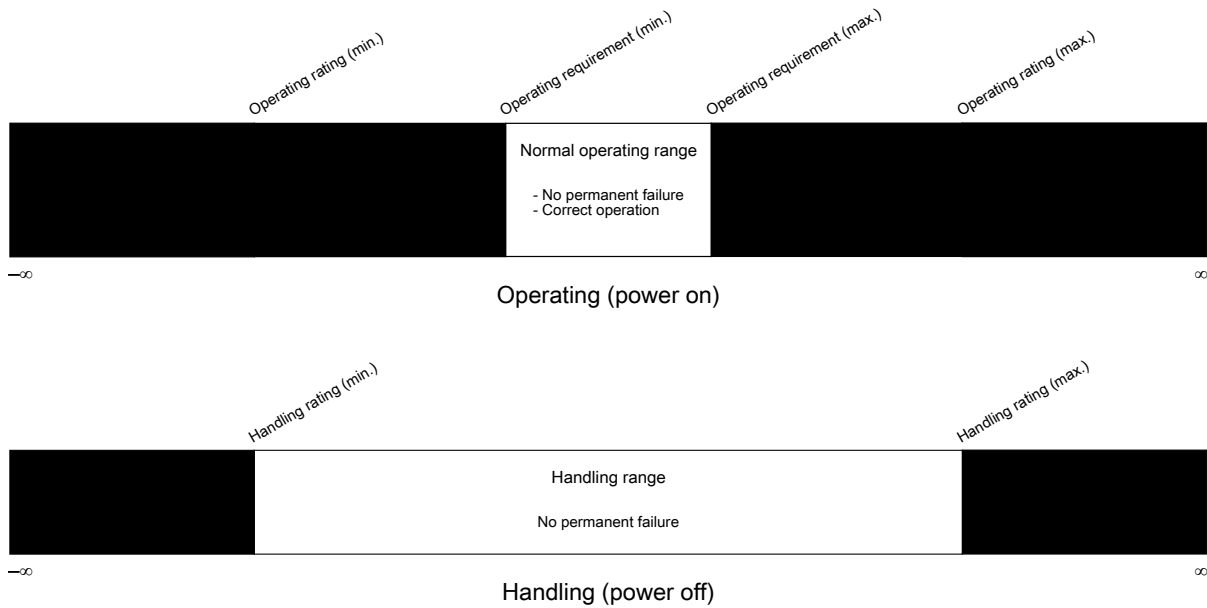 Operating rating (min.)
Operating requirement (min.)
Operating requirement (max.)
Operating rating (max.)
Normal operating range
- No permanent failure
- Correct operation
–∞
∞
Operating (power on)
Handling rating (min.)
Handling rating (max.)
Handling range
No permanent failure
–∞
∞
Handling (power off)